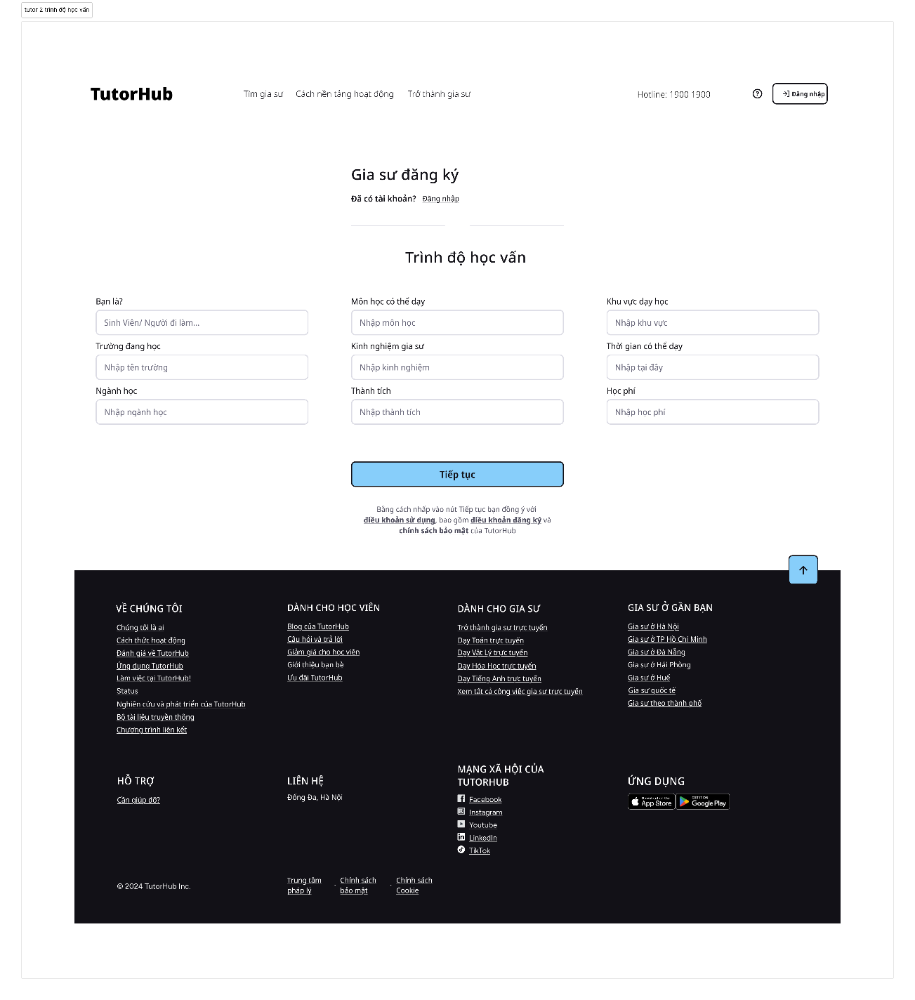 tutor 2 trình độ học vấn
TutorHub
Tìm gia sư
Cách nền tảng hoạt động
Trở thành gia sư
Hotline: 1900 1900
Đăng nhập
Gia sư đăng ký
Đã có tài khoản? Đăng nhập
Trình độ học vấn
Bạn là?
Sinh Viên/ Người đi làm...
Trường đang học
Nhập tên trường
Ngành học
Nhập ngành học
Môn học có thể dạy
Nhập môn học
Kinh nghiệm gia sư
Nhập kinh nghiệm
Thành tích
Nhập thành tích
Khu vực dạy học
Nhập khu vực
Thời gian có thể dạy
Nhập tại đây
Học phí
Nhập học phí
Tiếp tục
Bằng cách nhấp vào nút Tiếp tục bạn đồng ý với
điều khoản sử dụng, bao gồm điều khoản đăng ký và
chính sách bảo mật của TutorHub
VỀ CHÚNG TÔI
Chúng tôi là ai
Cách thức hoạt động
Đánh giá về TutorHub
Ứng dụng TutorHub
Làm việc tại TutorHub!
Status
Nghiên cứu và phát triển của TutorHub
Bộ tài liệu truyền thông
Chương trình liên kết
DÀNH CHO HỌC VIÊN
Blog của TutorHub
Câu hỏi và trả lời
Giảm giá cho học viên
Giới thiệu bạn bè
Ưu đãi TutorHub
DÀNH CHO GIA SƯ
Trở thành gia sư trực tuyến
Dạy Toán trực tuyến
Dạy Vật Lý trực tuyến
Dạy Hóa Học trực tuyến
Dạy Tiếng Anh trực tuyến
Xem tất cả công việc gia sư trực tuyến
GIA SƯ Ở GẦN BẠN
Gia sư ở Hà Nội
Gia sư ở TP Hồ Chí Minh
Gia sư ở Đà Nẵng
Gia sư ở Hải Phòng
Gia sư ở Huế
Gia sư quốc tế
Gia sư theo thành phố
HỖ TRỢ
Cần giúp đỡ?
LIÊN HỆ
Đống Đa, Hà Nội
MẠNG XÃ HỘI CỦA
TUTORHUB
Facebook
Instagram
Youtube
LinkedIn
TikTok
ỨNG DỤNG
Download on the
App Store
GET IT ON
Google Play
© 2024 TutorHub Inc.
Trung tâm
pháp lý
Chính sách
bảo mật
Chính sách
Cookie